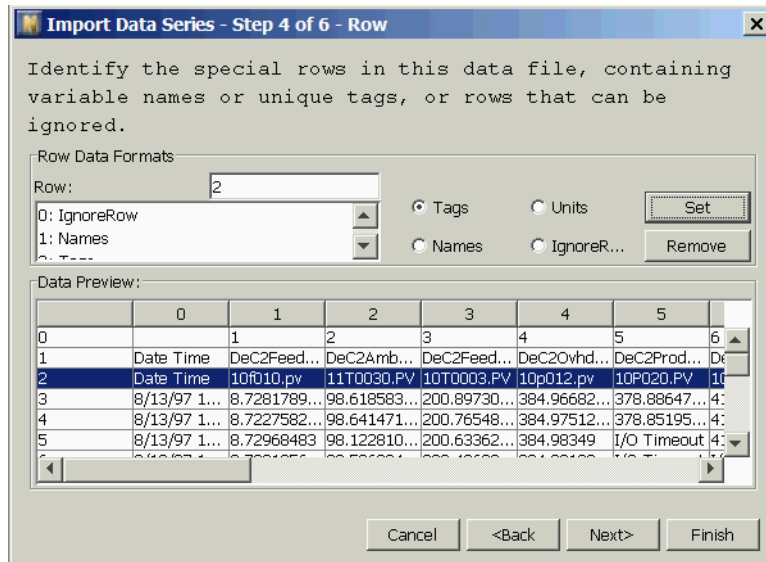 Import Data Series - Step 4 of 6 - Row
Identify the special rows in this data file, containing
variable names or unique tags, or rows that can be
ignored.
Row Data Formats
Row: 2
0: IgnoreRow
1: Names
Tags Units Set
Names IgnoreR... Remove
Data Preview:
0 1 2 3 4 5
0 1 2 3 4 5 6
1 Date Time DeC2Feed... DeC2Amb... DeC2Feed... DeC2Ovhd... DeC2Prod...
2 Date Time 10f010.pv 11T0030.PV 10T0003.PV 10p012.pv 10P020.PV
3 8/13/97 1... 8.7281789... 98.618583... 200.89730... 384.96682... 378.88647...
4 8/13/97 1... 8.7227582... 98.641471... 200.76548... 384.97512... 378.85195...
5 8/13/97 1... 8.72968483 98.122810... 200.63362... 384.98349 I/O Timeout
Cancel <Back Next> Finish